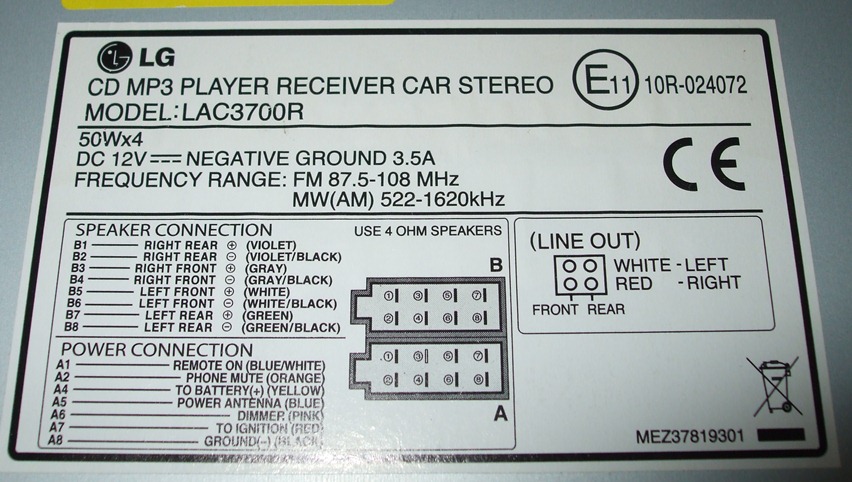 LG
CD MP3 PLAYER RECEIVER CAR STEREO
MODEL:LAC3700R
E11 10R-024072
50Wx4
DC 12V NEGATIVE GROUND 3.5A
FREQUENCY RANGE: FM 87.5-108 MHz
MW(AM) 522-1620kHz
CE
SPEAKER CONNECTION USE 4 OHM SPEAKERS
B1 RIGHT REAR ⊕ (VIOLET)
B2 RIGHT REAR ⊖ (VIOLET/BLACK)
B3 RIGHT FRONT ⊕ (GRAY)
B4 RIGHT FRONT ⊖ (GRAY/BLACK)
B5 LEFT FRONT ⊕ (WHITE)
B6 LEFT FRONT ⊖ (WHITE/BLACK)
B7 LEFT REAR ⊕ (GREEN)
B8 LEFT REAR ⊖ (GREEN/BLACK)
B
① ③ ⑤ ⑦
② ④ ⑥ ⑧
POWER CONNECTION
A1 REMOTE ON (BLUE/WHITE)
A2 PHONE MUTE (ORANGE)
A4 TO BATTERY(+) (YELLOW)
A5 POWER ANTENNA (BLUE)
A6 DIMMER (PINK)
A7 TO IGNITION (RED)
A8 GROUND(-) (BLACK)
① ③ ⑤ ⑦
② ④ ⑥ ⑧
A
(LINE OUT)
WHITE - LEFT
RED - RIGHT
FRONT REAR
MEZ37819301